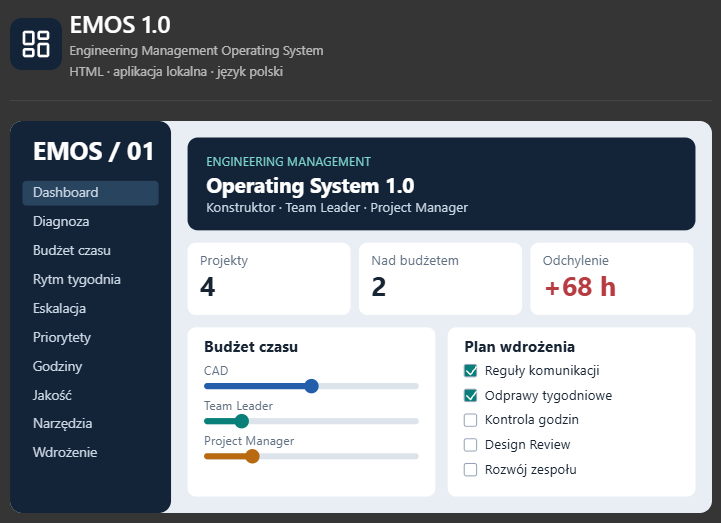 EMOS 1.0
Engineering Management Operating System
HTML · aplikacja lokalna · język polski
EMOS / 01
Dashboard
Diagnoza
Budżet czasu
Rytm tygodnia
Eskalacja
Priorytety
Godziny
Jakość
Narzędzia
Wdrożenie
ENGINEERING MANAGEMENT
Operating System 1.0
Konstruktor · Team Leader · Project Manager
Projekty
4
Nad budżetem
2
Odchylenie
+68 h
Budżet czasu
CAD
Team Leader
Project Manager
Plan wdrożenia
Reguły komunikacji
Odprawy tygodniowe
Kontrola godzin
Design Review
Rozwój zespołu